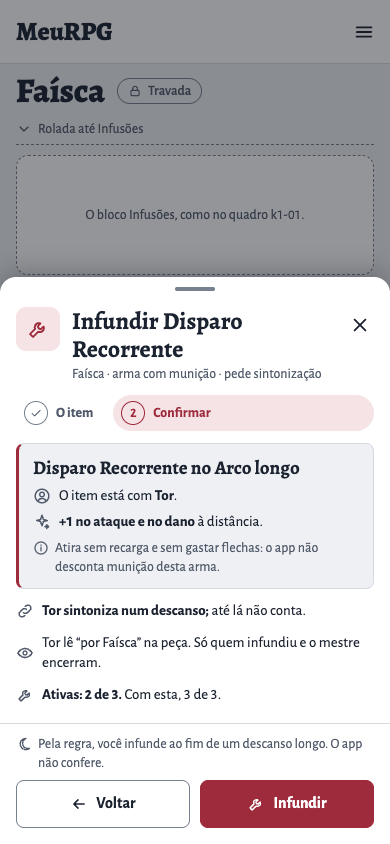 MeuRPG
Faísca
Travada
Rolada até Infusões
O bloco Infusões, como no quadro k1-01.
Infundir Disparo
Recorrente
Faísca · arma com munição · pede sintonização
O item
2 Confirmar
Disparo Recorrente no Arco longo
O item está com Tor.
+1 no ataque e no dano à distância.
Atira sem recarga e sem gastar flechas: o app não
desconta munição desta arma.
Tor sintoniza num descanso; até lá não conta.
Tor lê “por Faísca” na peça. Só quem infundiu e o mestre
encerram.
Ativas: 2 de 3. Com esta, 3 de 3.
Pela regra, você infunde ao fim de um descanso longo. O app
não confere.
Voltar
Infundir